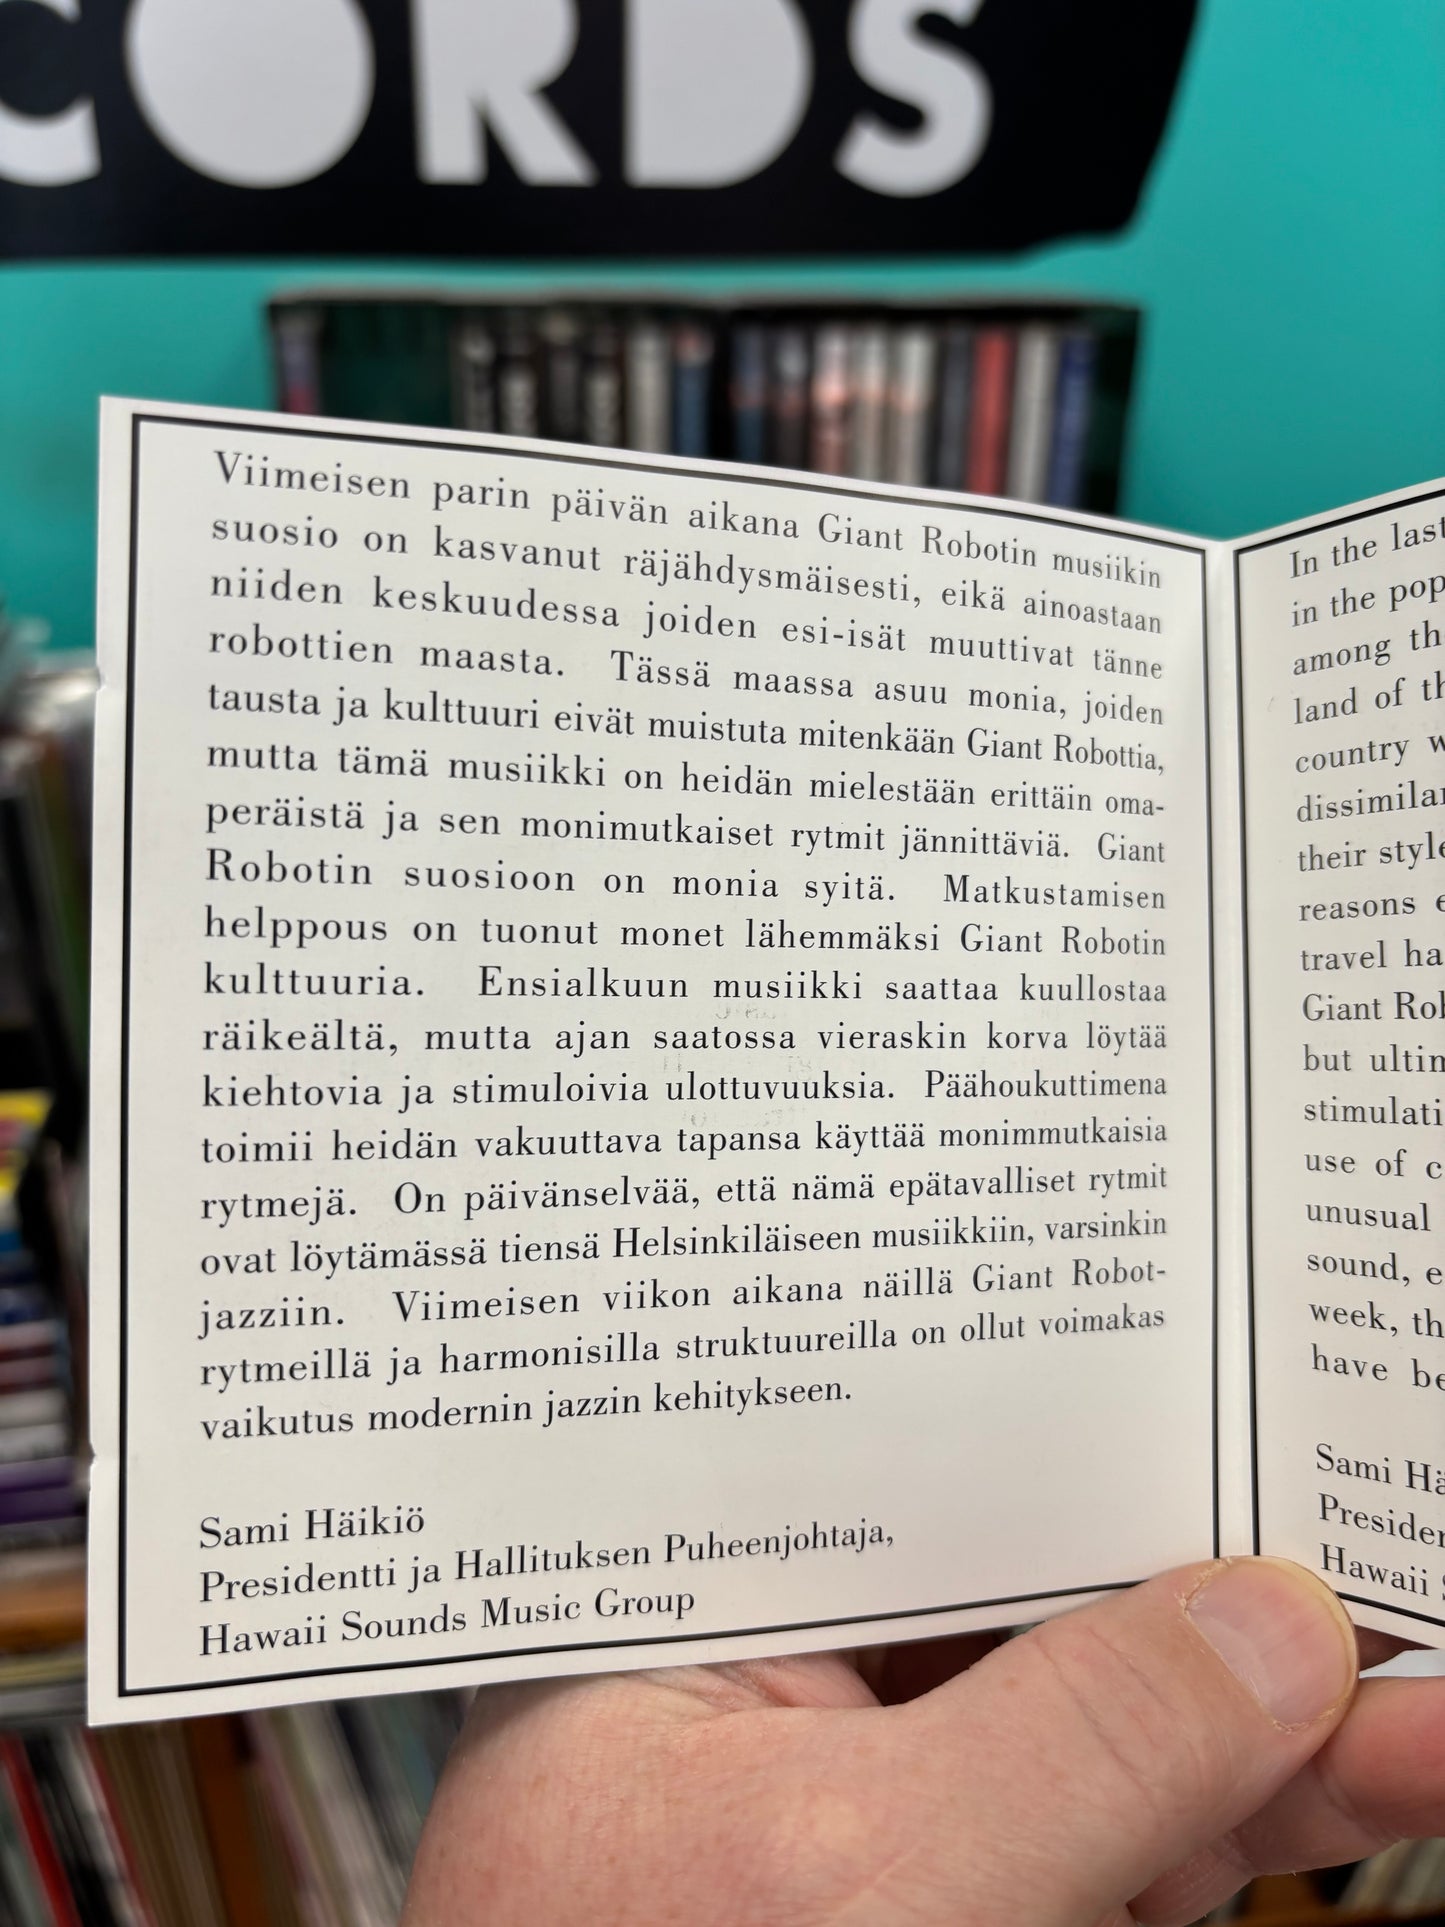 CORDS
Viimeisen parin päivän aikana Giant Robotin musiikin
suosio on kasvanut räjähdysmäisesti, eikä ainoastaan
niiden keskuudessa joiden esi-isät muuttivat tänne
robottien maasta. Tässä maassa asuu monia, joiden
tausta ja kulttuuri eivät muistuta mitenkään Giant Robottia,
mutta tämä musiikki on heidän mielestään erittäin oma-
peräistä ja sen monimutkaiset rytmit jännittäviä. Giant
Robotin suosioon on monia syitä. Matkustamisen
helppous on tuonut monet lähemmäksi Giant Robotin
kulttuuria. Ensialkuun musiikki saattaa kuullostaa
räikeältä, mutta ajan saatossa vieraskin korva löytää
kiehtovia ja stimuloivia ulottuvuuksia. Päähoukuttimena
toimii heidän vakuuttava tapansa käyttää monimmutkaisia
rytmejä. On päivänselvää, että nämä epätavalliset rytmit
ovat löytämässä tiensä Helsinkiläiseen musiikkiin, varsinkin
jazziin. Viimeisen viikon aikana näillä Giant Robot-
rytmeillä ja harmonisilla struktuureilla on ollut voimakas
vaikutus modernin jazzin kehitykseen.
Sami Häikiö
Presidentti ja Hallituksen Puheenjohtaja,
Hawaii Sounds Music Group
In the last
in the pop
among th
land of th
country w
dissimilar
their style
reasons e
travel ha
Giant Rob
but ultim
stimulati
use of c
unusual
sound, e
week, th
have be
Sami Hä
Presiden
Hawaii S